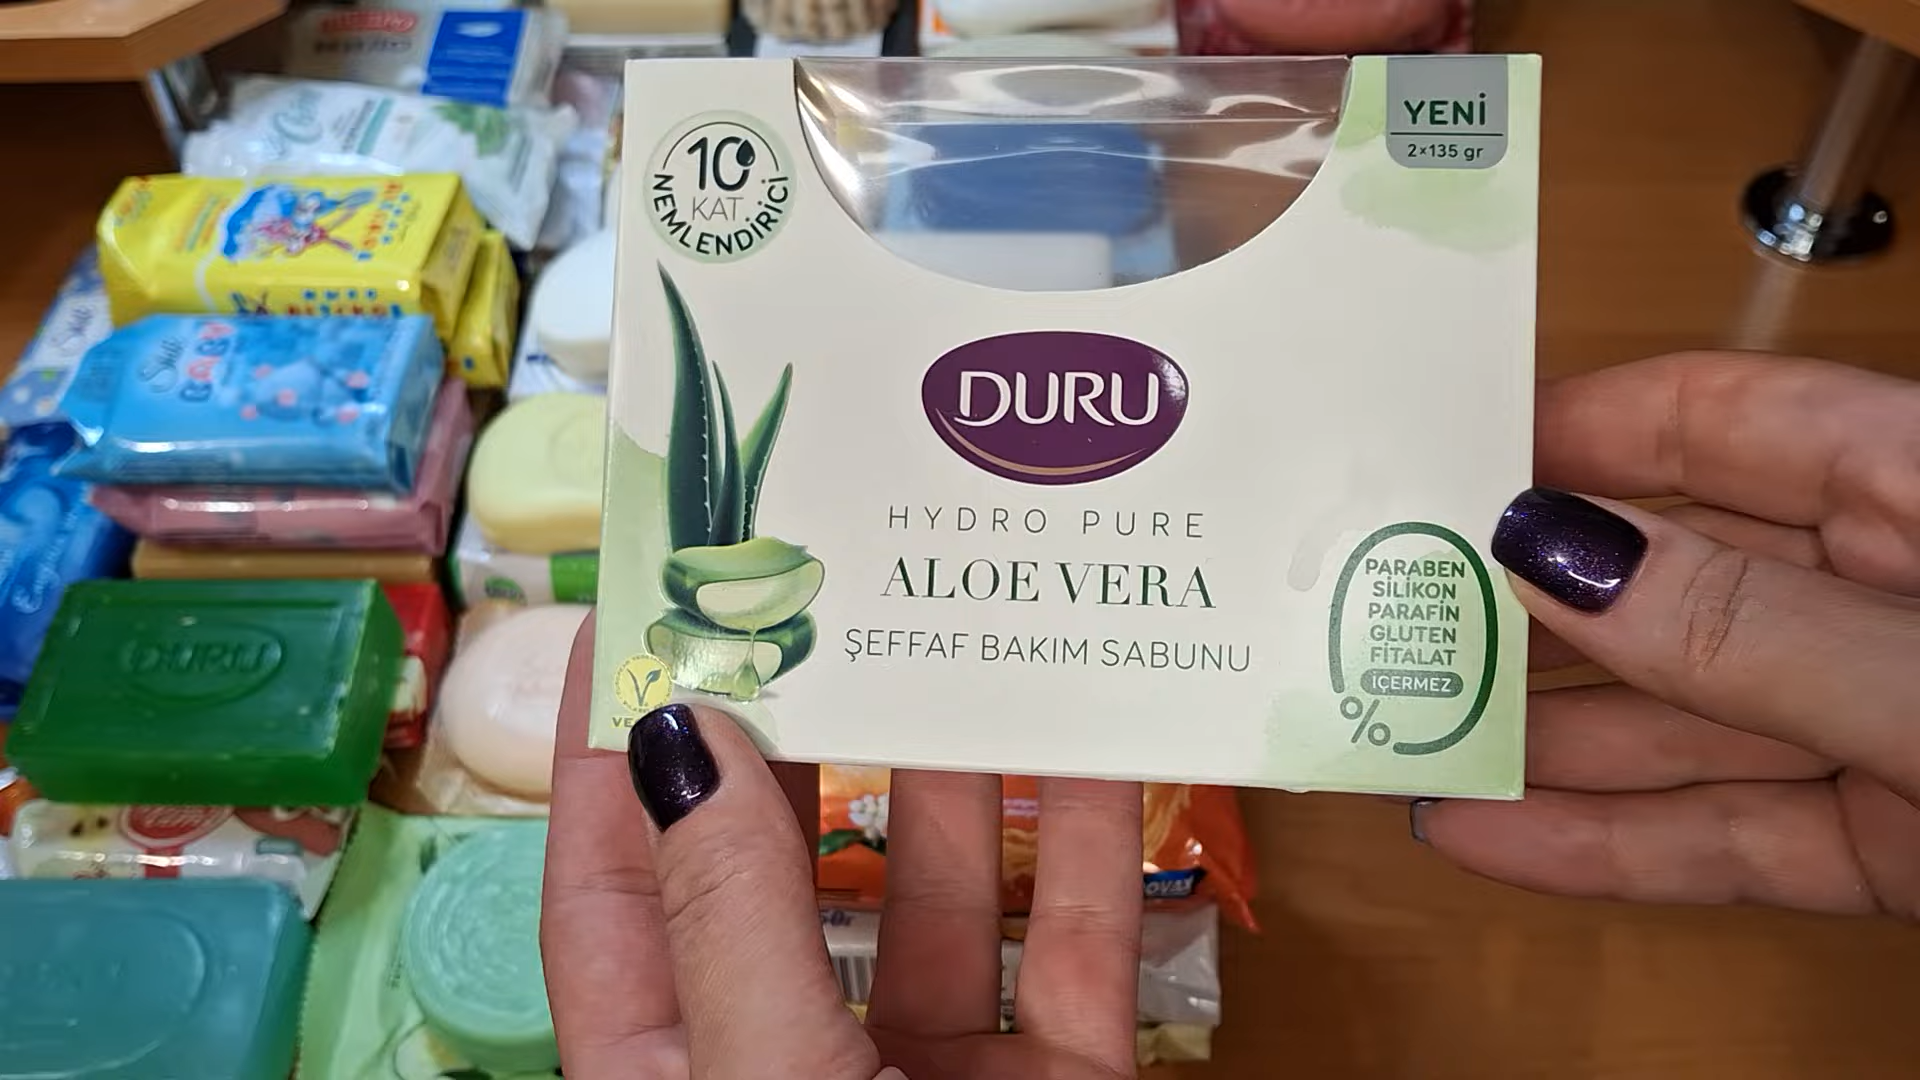 10
KAT
NEMLENDİRİCİ
YENİ
2×135 gr
DURU
HYDRO PURE
ALOE VERA
ŞEFFAF BAKIM SABUNU
PARABEN
SİLİKON
PARAFİN
GLUTEN
FİTALAT
İÇERMEZ
%0
DURU